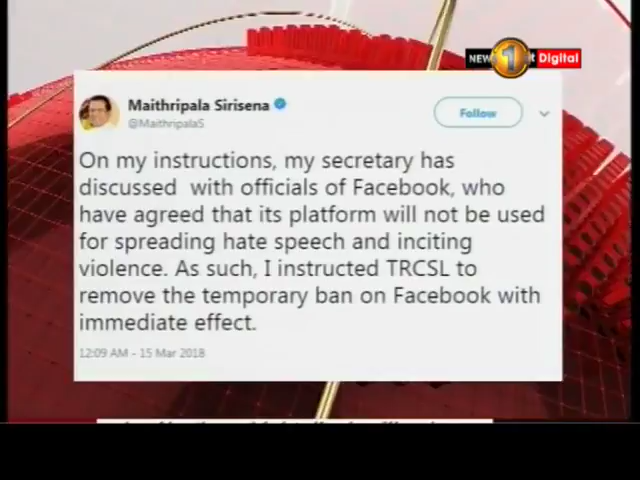 NEWS 1st Digital
Maithripala Sirisena
@MaithripalaS
Follow
On my instructions, my secretary has
discussed with officials of Facebook, who
have agreed that its platform will not be used
for spreading hate speech and inciting
violence. As such, I instructed TRCSL to
remove the temporary ban on Facebook with
immediate effect.
12:09 AM - 15 Mar 2018